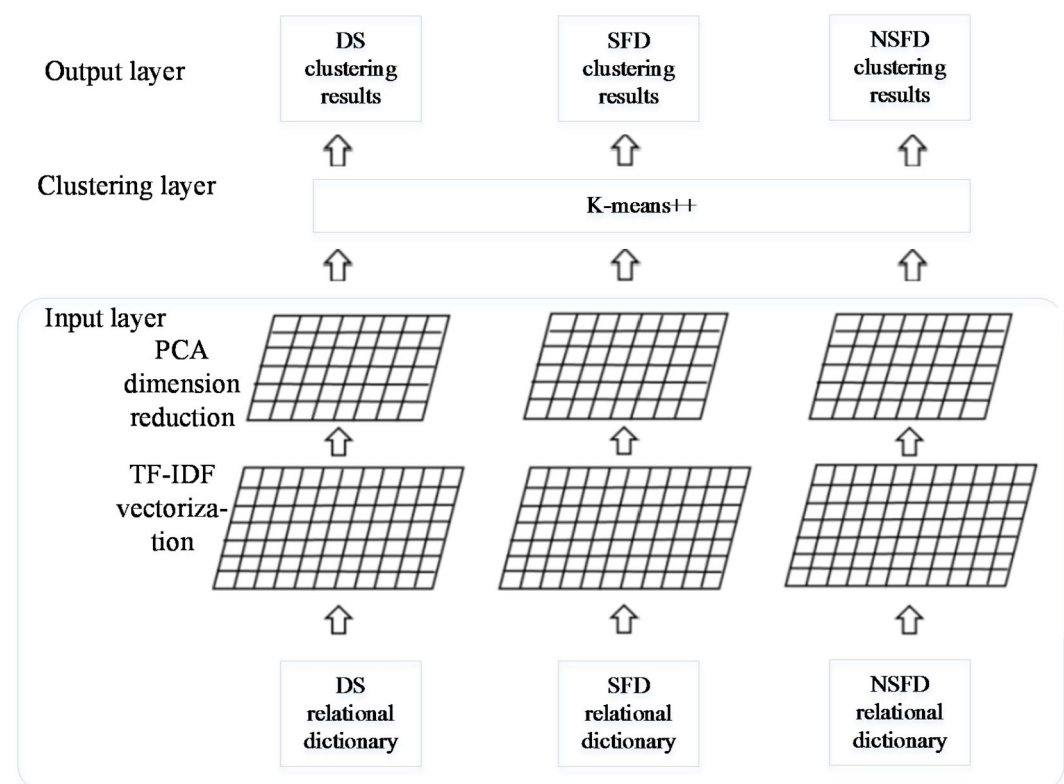 Output layer
DS
clustering
results
SFD
clustering
results
NSFD
clustering
results
Clustering layer
K-means++
Input layer
PCA
dimension
reduction
TF-IDF
vectoriza-
tion
DS
relational
dictionary
SFD
relational
dictionary
NSFD
relational
dictionary